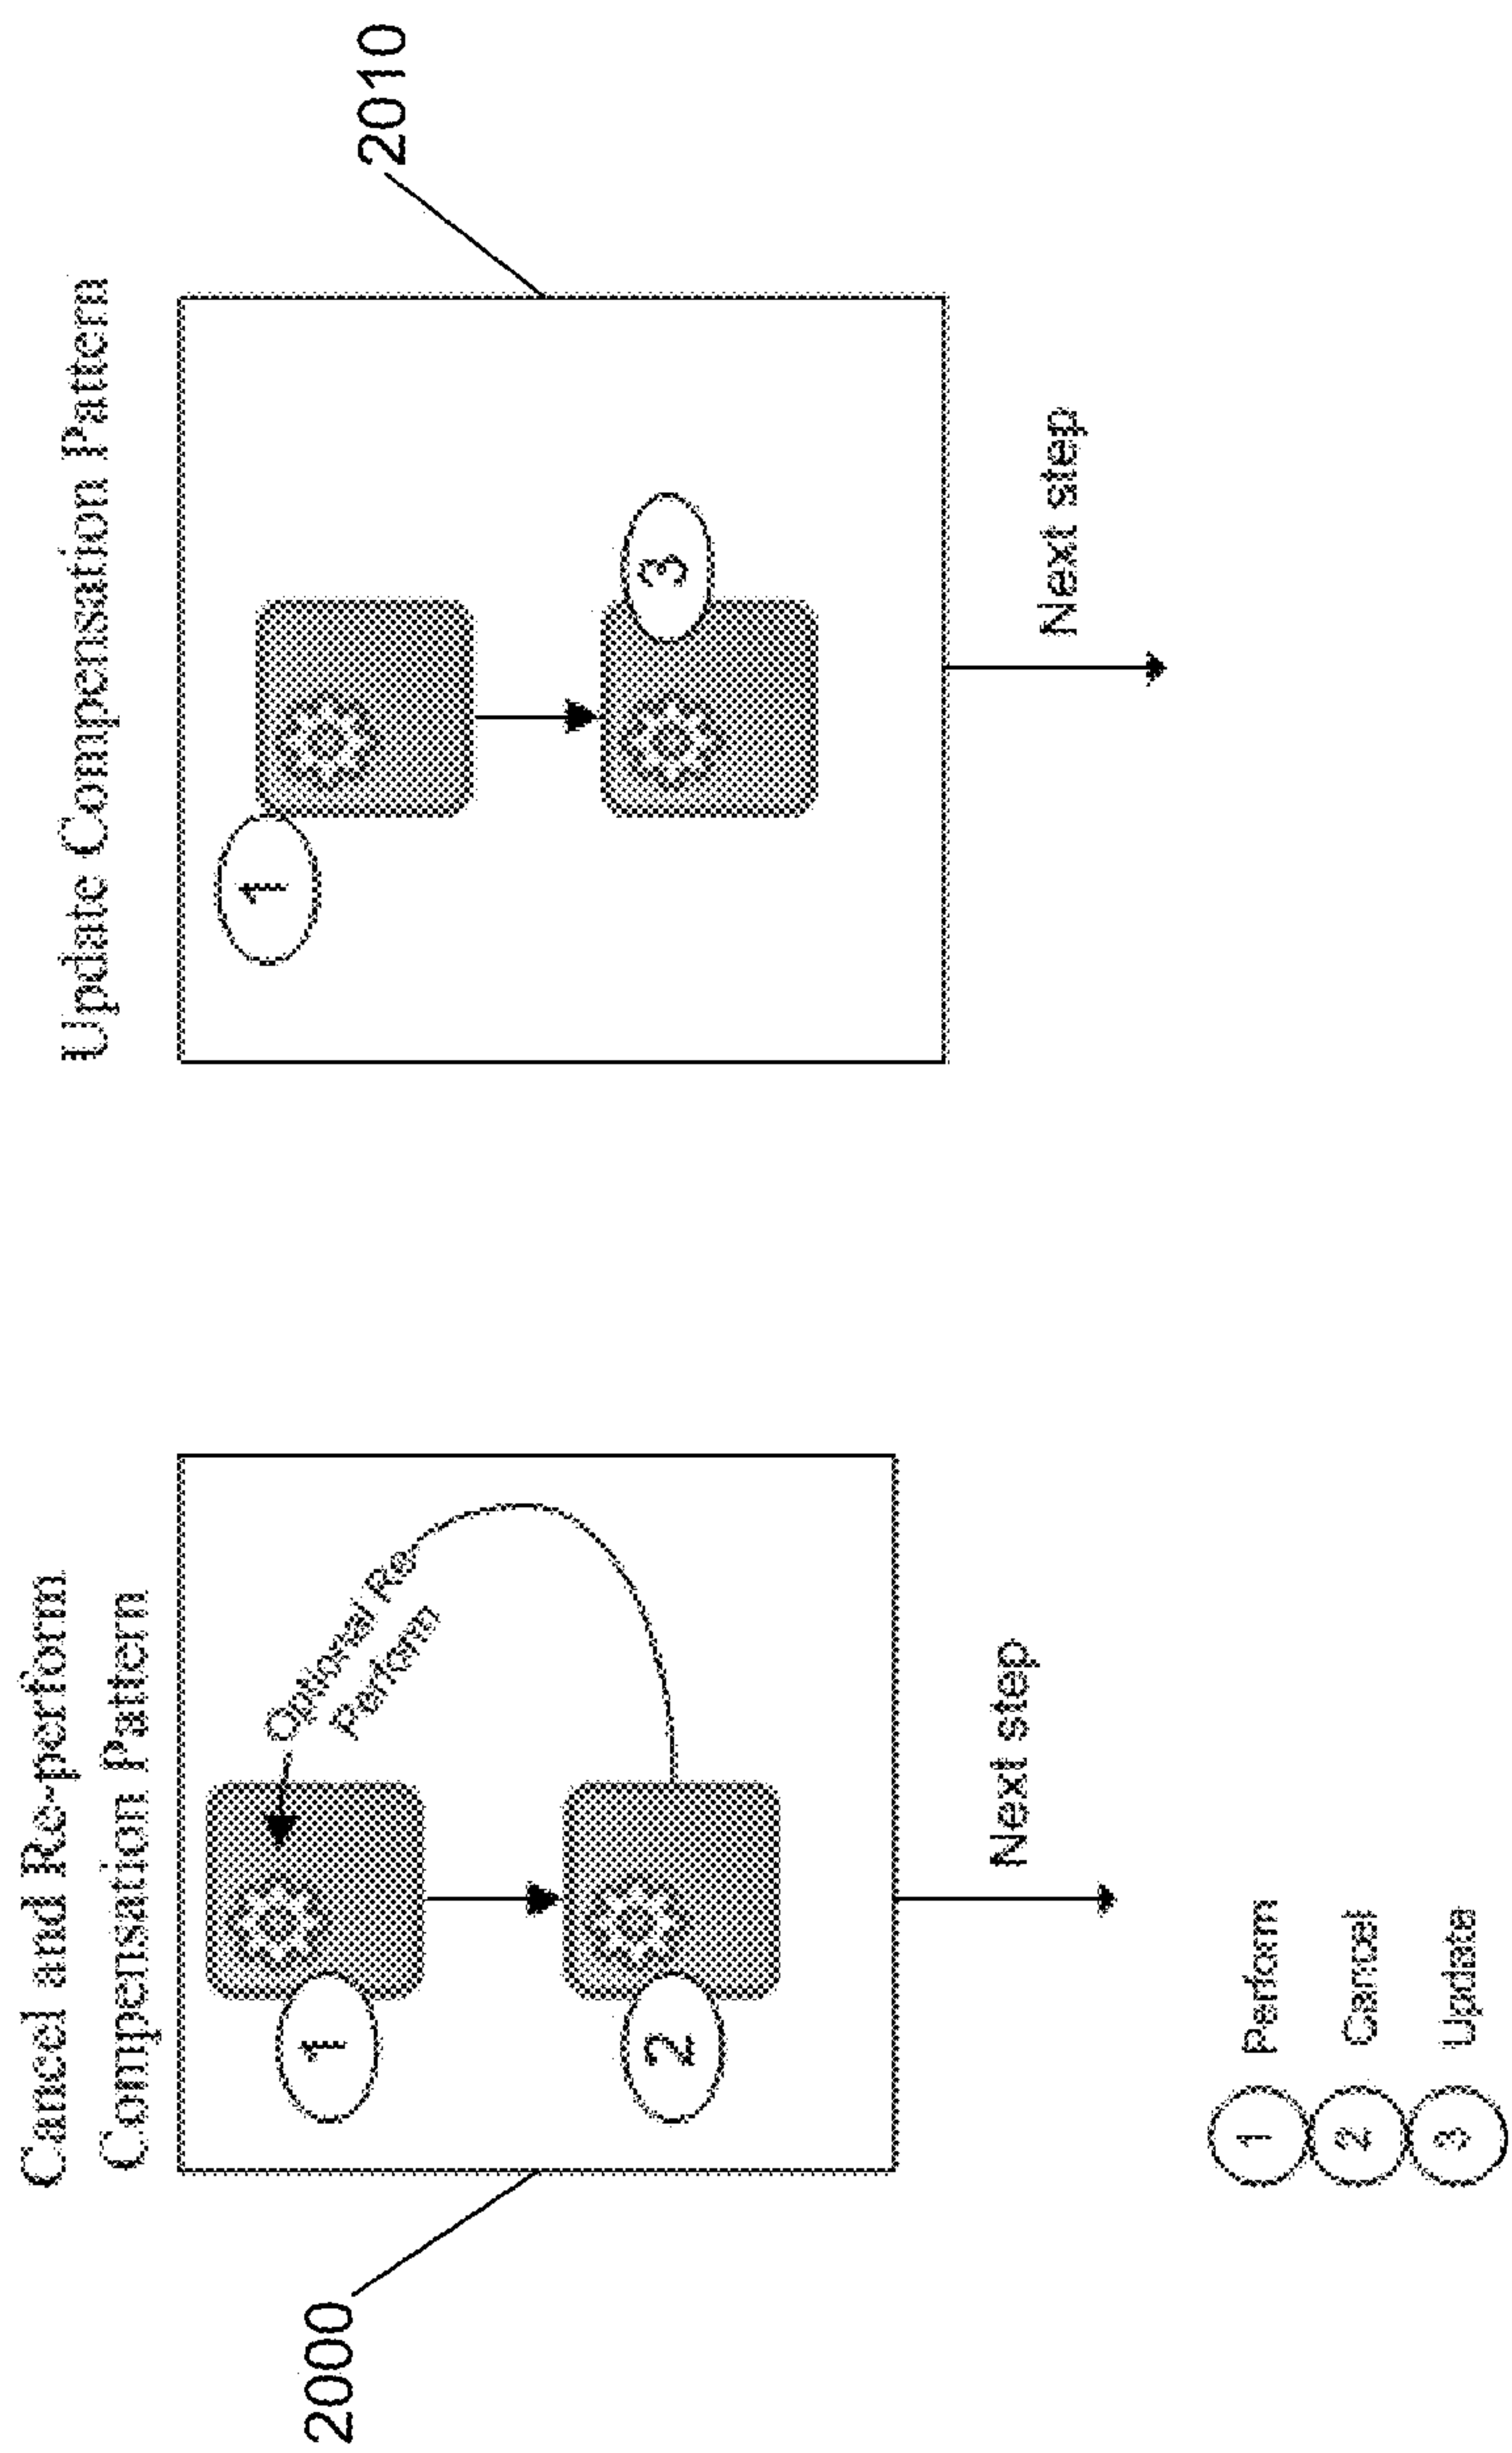 Cancel and Re-perform
Compensation Pattern
2000
1
Optional Re
Perform
2
Next step
Update Compensation Pattern
2010
1
3
Next step
1 Perform
2 Cancel
3 Update